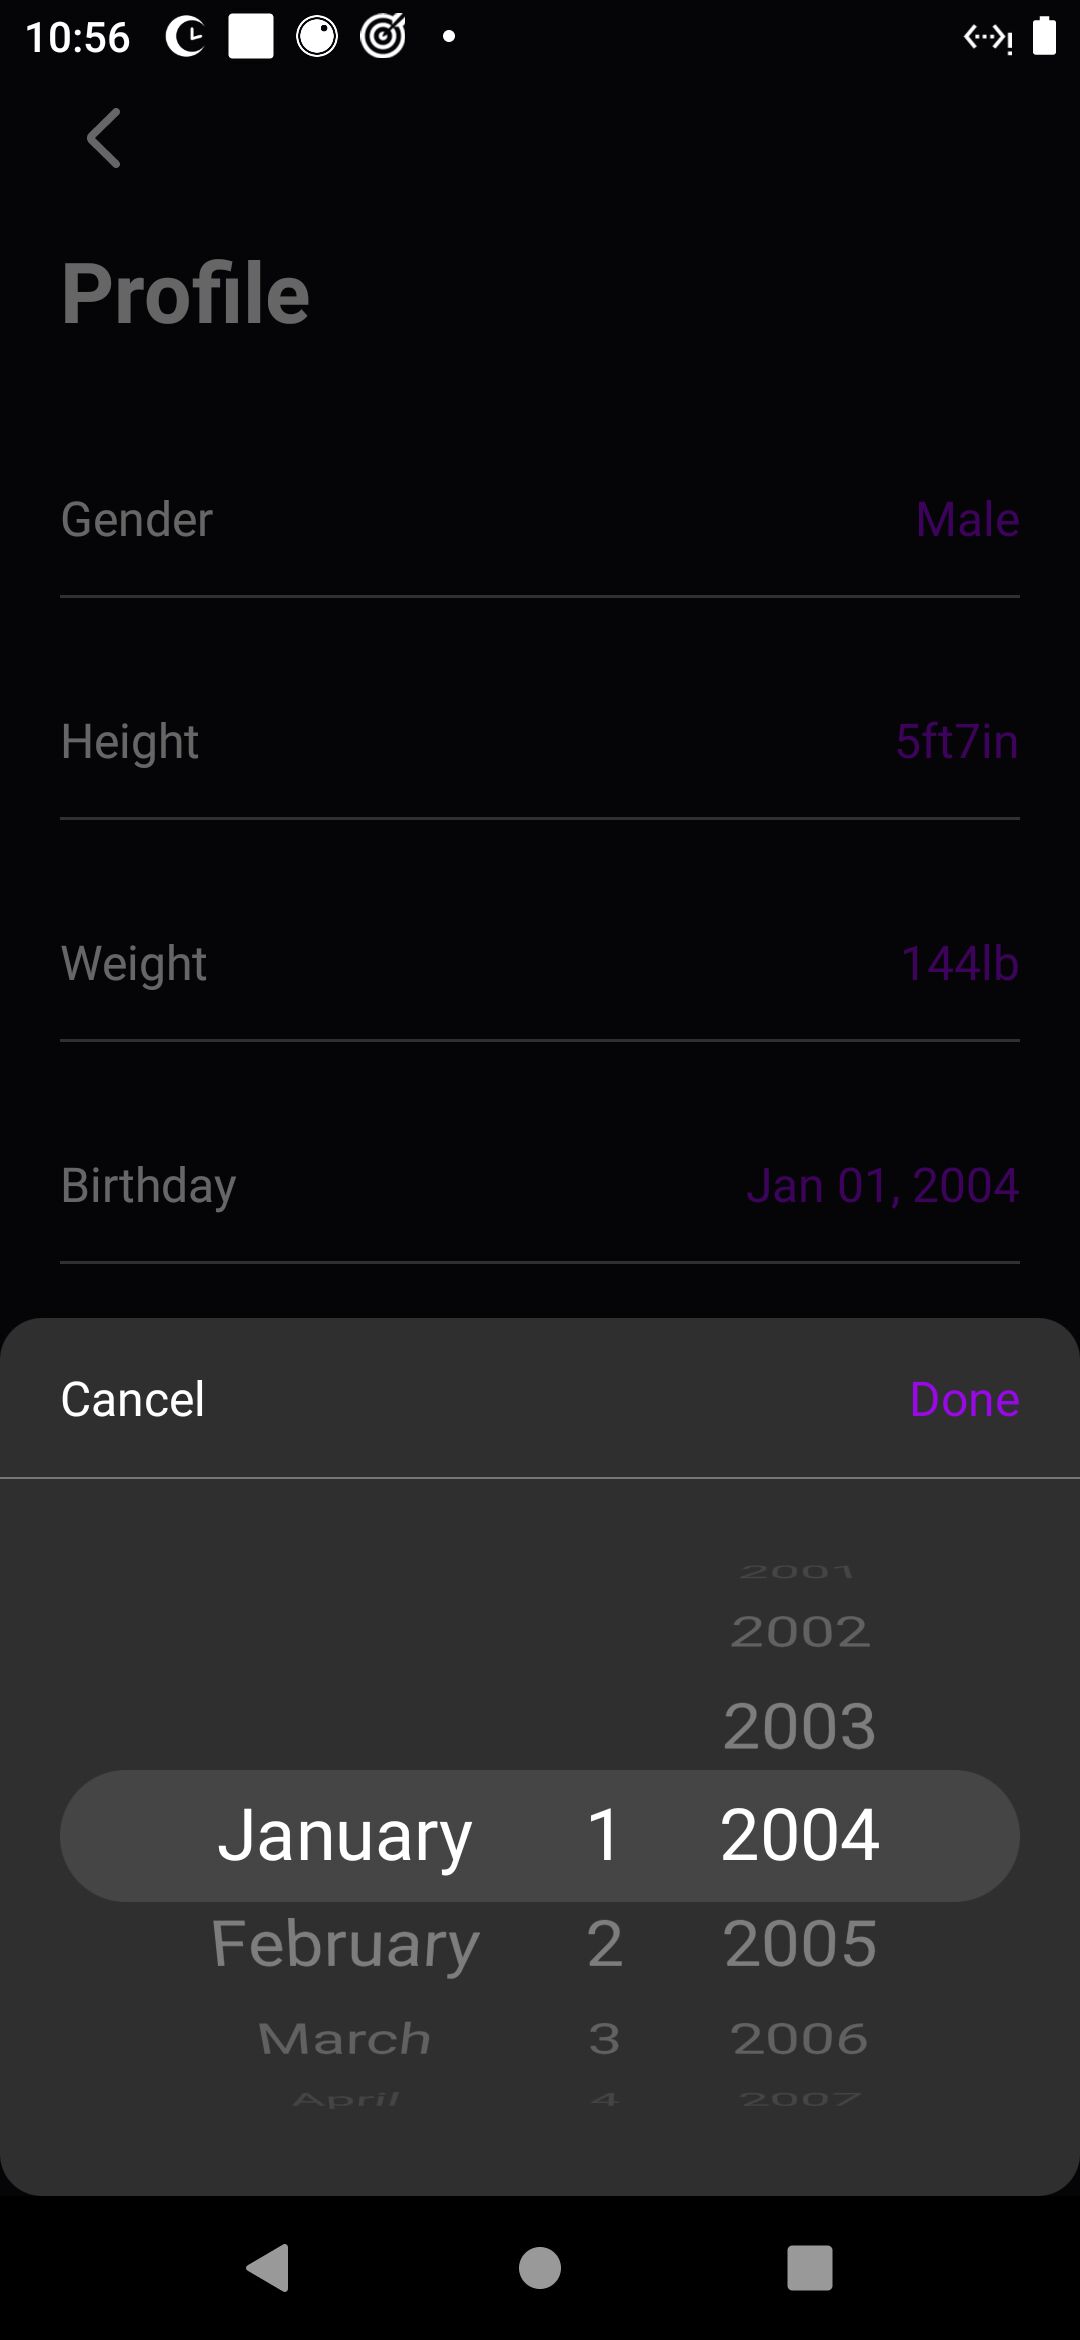 10:56
Profile
Gender Male
Height 5ft7in
Weight 144lb
Birthday Jan 01, 2004
Cancel Done
2001
2002
2003
January 1 2004
February 2 2005
March 3 2006
April 4 2007